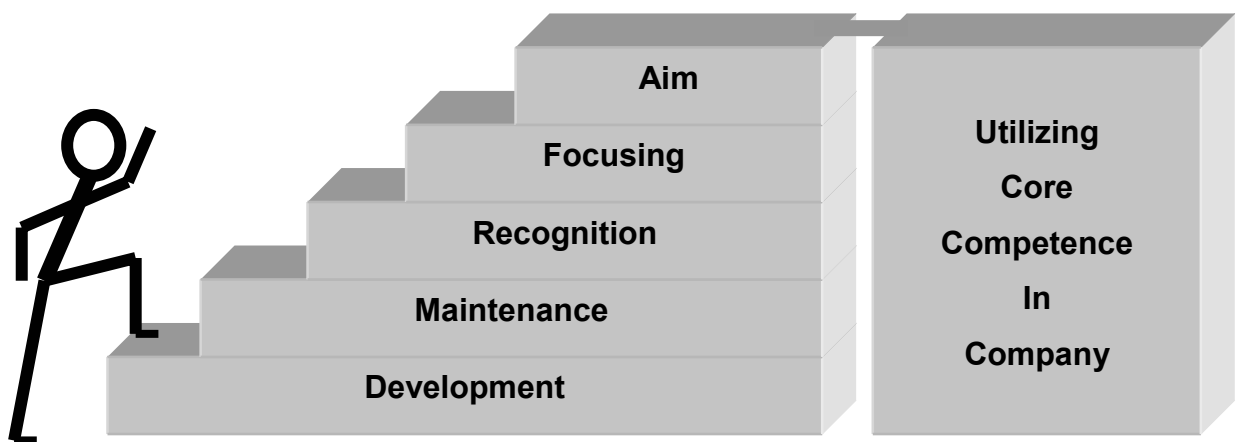 Aim
Focusing
Recognition
Maintenance
Development
Utilizing
Core
Competence
In
Company